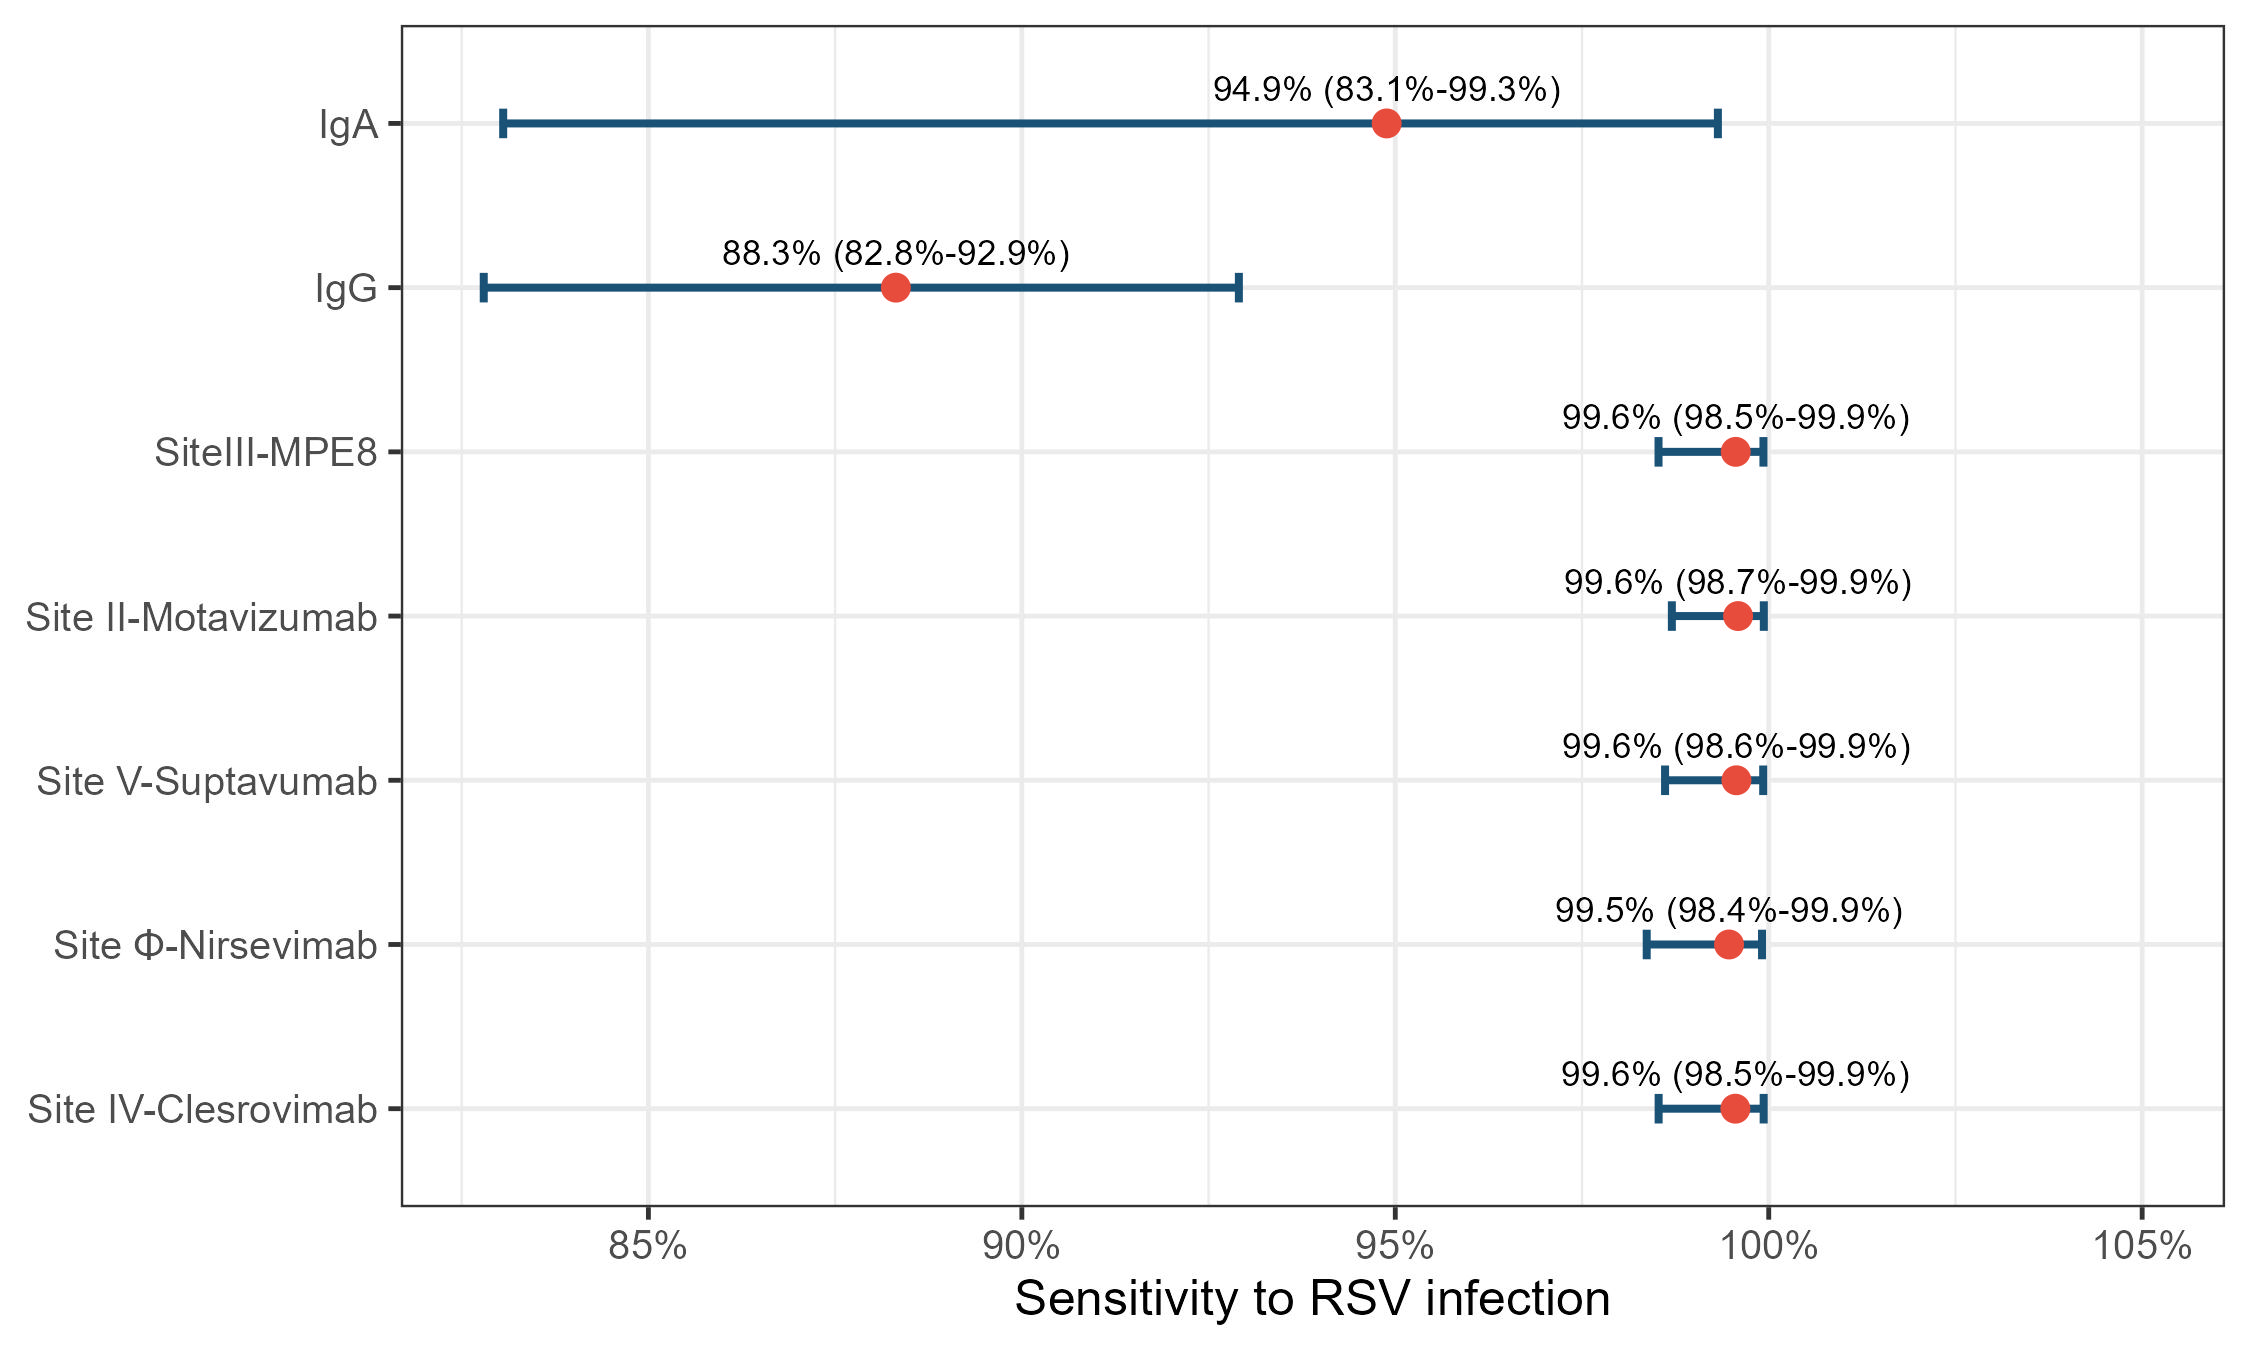 94.9% (83.1%-99.3%)
IgA
88.3% (82.8%-92.9%)
IgG
99.6% (98.5%-99.9%)
SiteIII-MPE8
99.6% (98.7%-99.9%)
Site II-Motavizumab
99.6% (98.6%-99.9%)
Site V-Suptavumab
99.5% (98.4%-99.9%)
Site Φ-Nirsevimab
99.6% (98.5%-99.9%)
Site IV-Clesrovimab
85% 90% 95% 100% 105%
Sensitivity to RSV infection